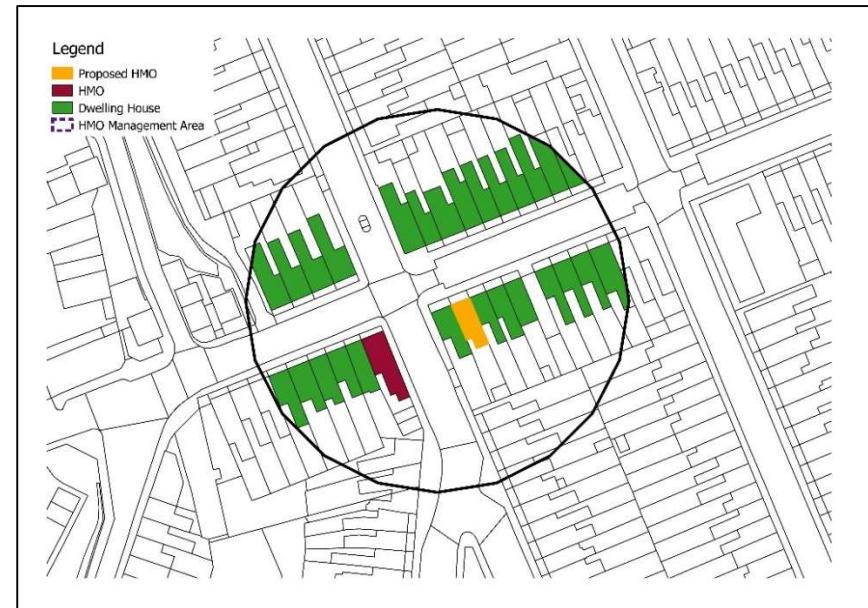 Legend
Proposed HMO
HMO
Dwelling House
HMO Management Area